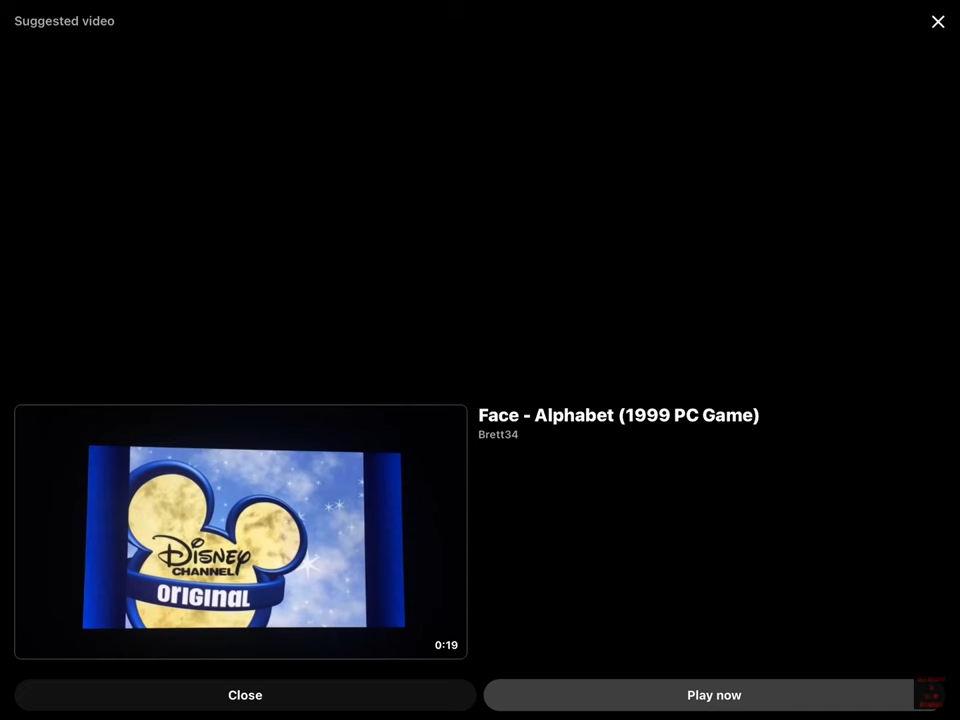 Suggested video
Face - Alphabet (1999 PC Game)
Brett34
DISNEY
CHANNEL
ORIGINAL
0:19
Close
Play now